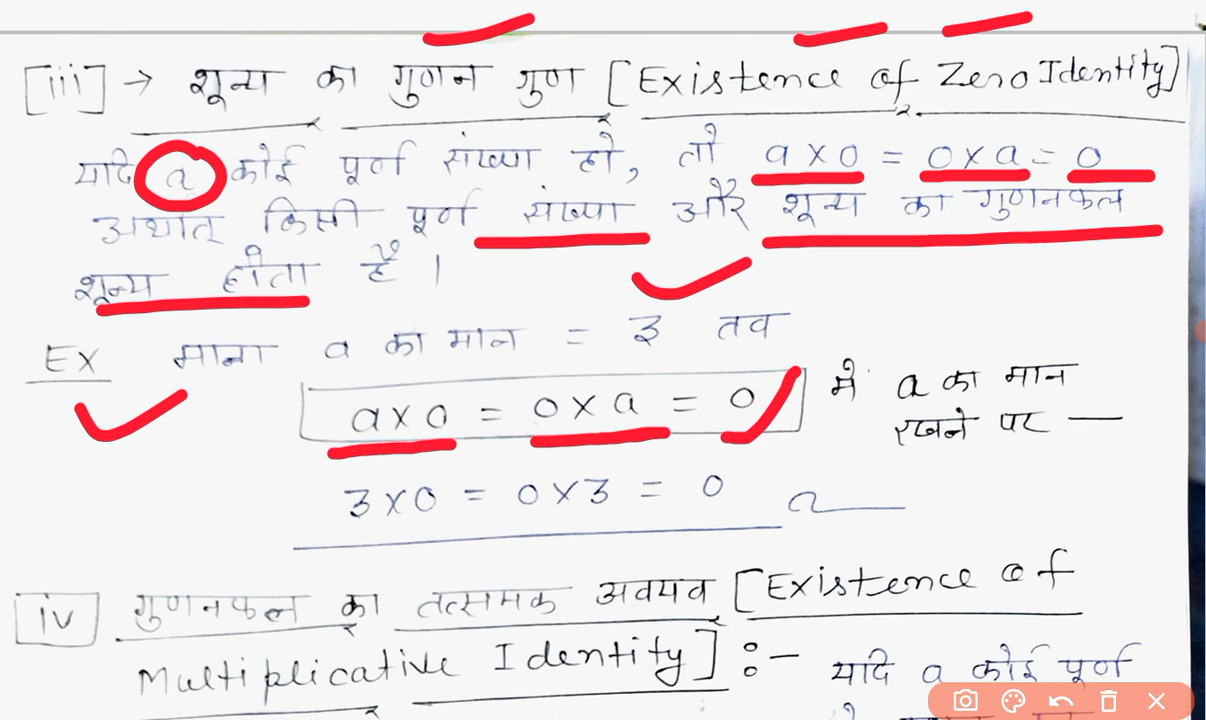 [iii] → शून्य का गुणन गुण [Existence of Zero Identity]
यदि a कोई पूर्ण संख्या हो, तो a x 0 = 0 x a = 0
अर्थात् किसी पूर्ण संख्या और शून्य का गुणनफल
शून्य होता है।
Ex माना a का मान = 3 तब
a x 0 = 0 x a = 0 में a का मान
रखने पर —
3 x 0 = 0 x 3 = 0
iv गुणनफल का तत्समक अवयव [Existence of
Multiplicative Identity] :- यदि a कोई पूर्ण